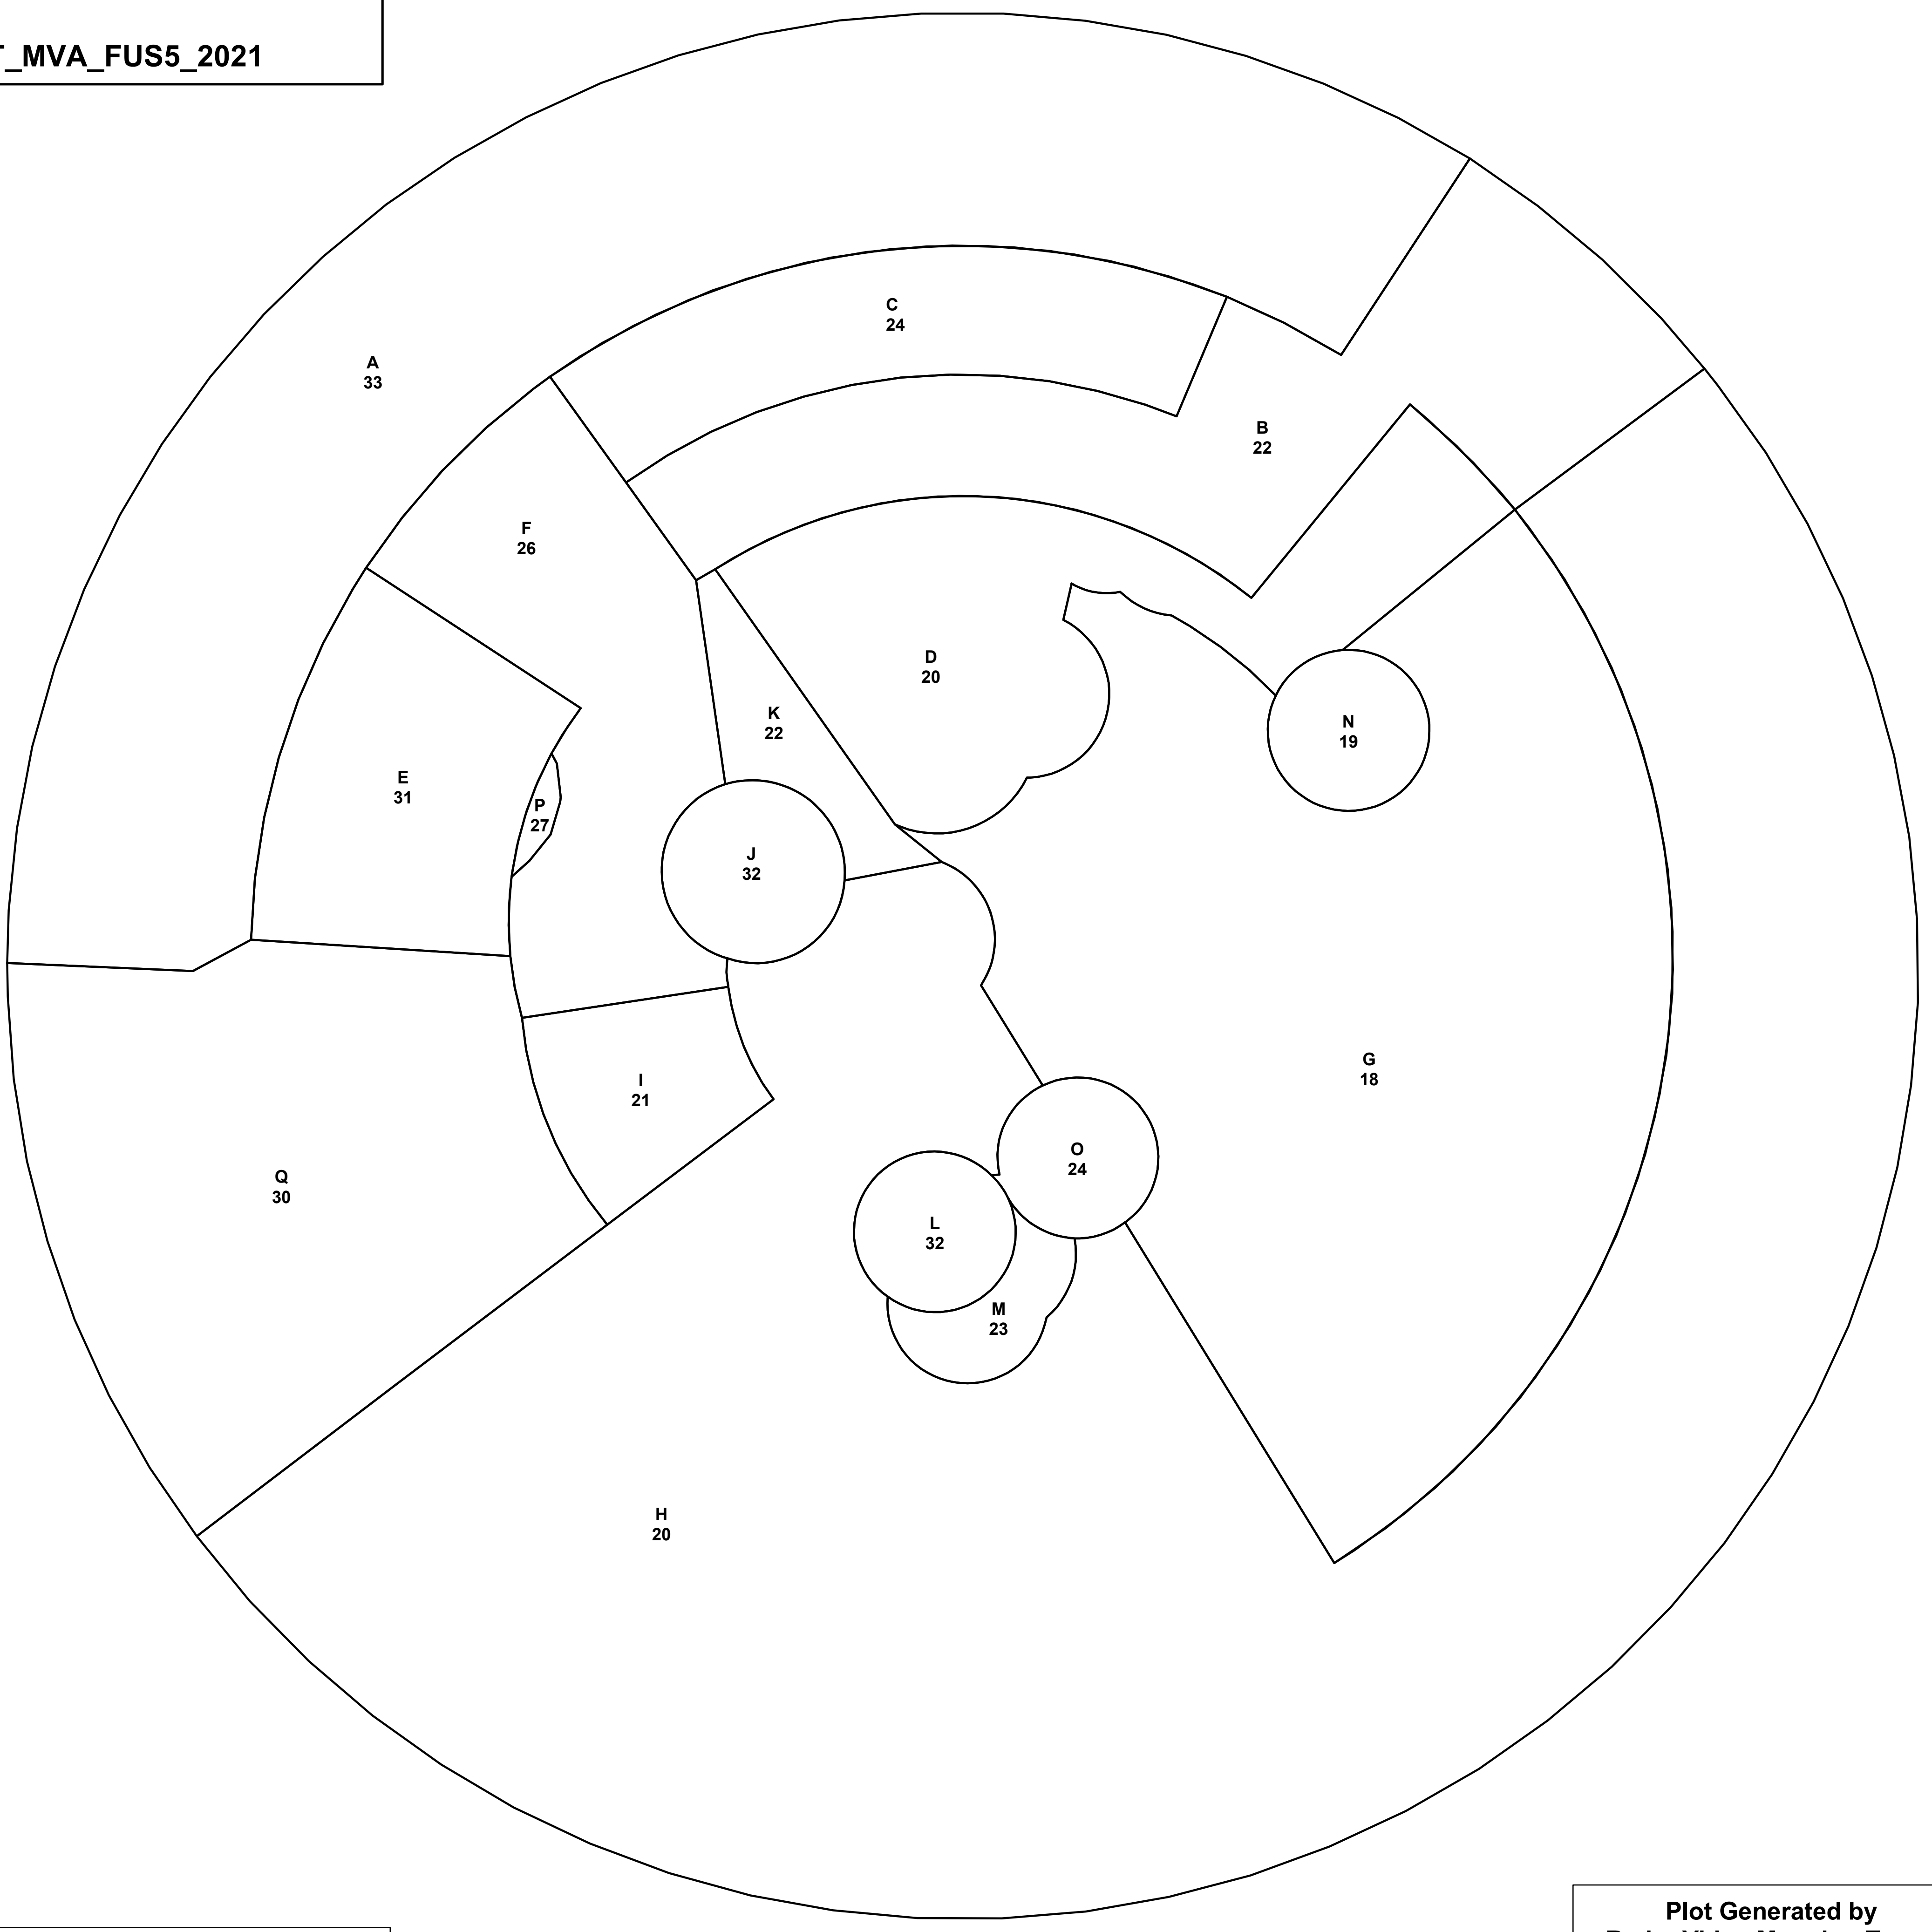 _MVA_FUS5_2021
C
24
A
33
B
22
F
26
D
20
K
22
N
19
E
31
P
27
J
32
G
18
I
21
O
24
Q
30
L
32
M
23
H
20
Plot Generated by